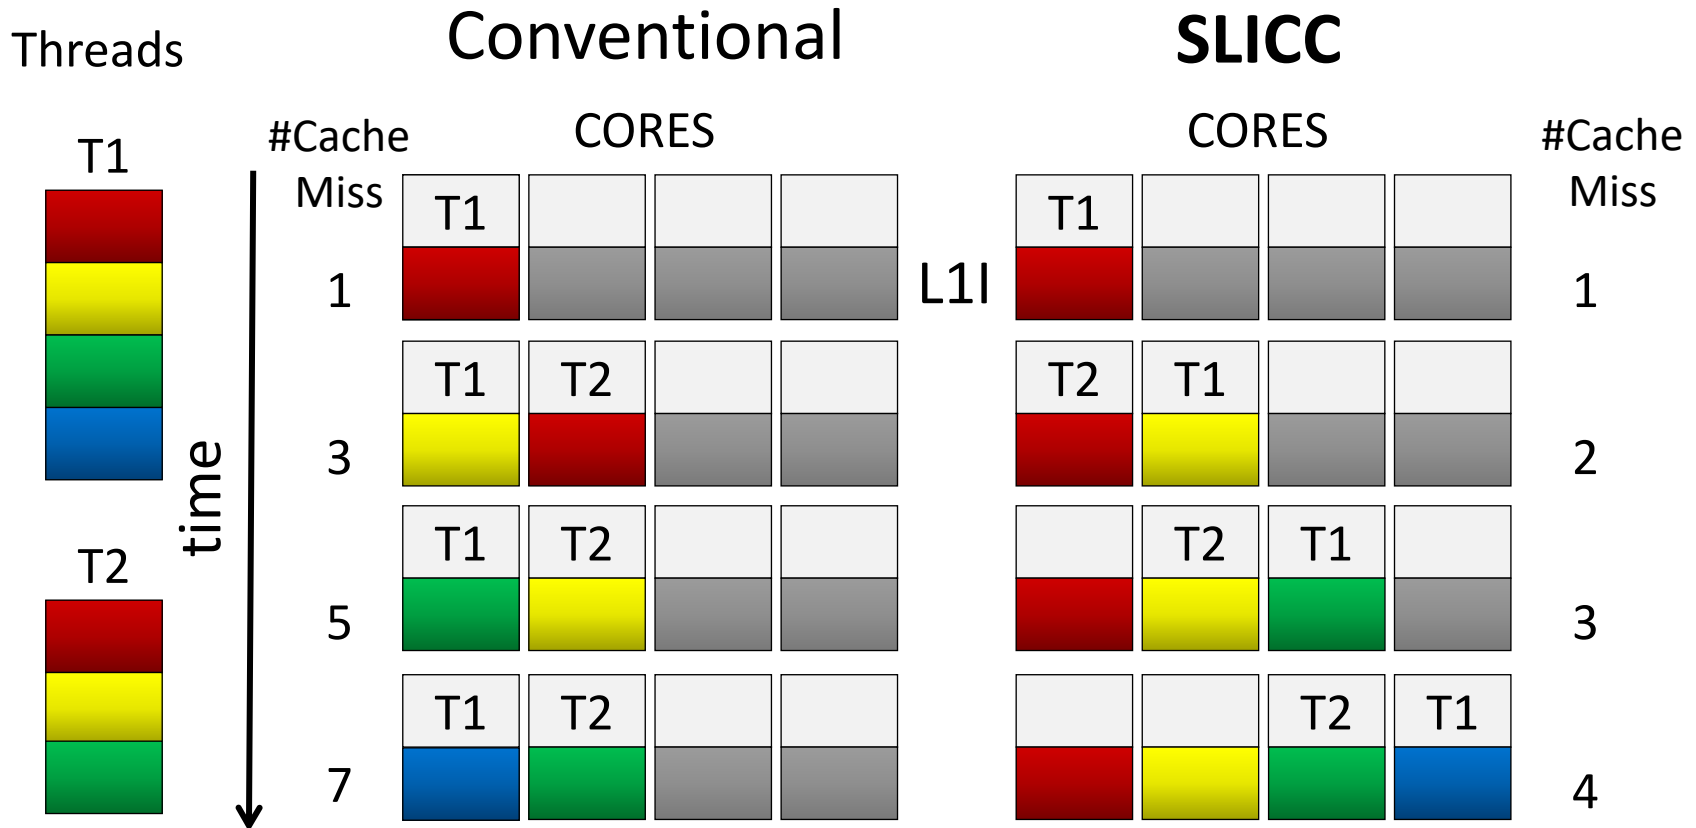 Threads
Conventional
SLICC
T1
T2
time
#Cache
Miss
CORES
T1
1
T1 T2
3
T1 T2
5
T1 T2
7
L1I
CORES
#Cache
Miss
T1
1
T2 T1
2
T2 T1
3
T2 T1
4